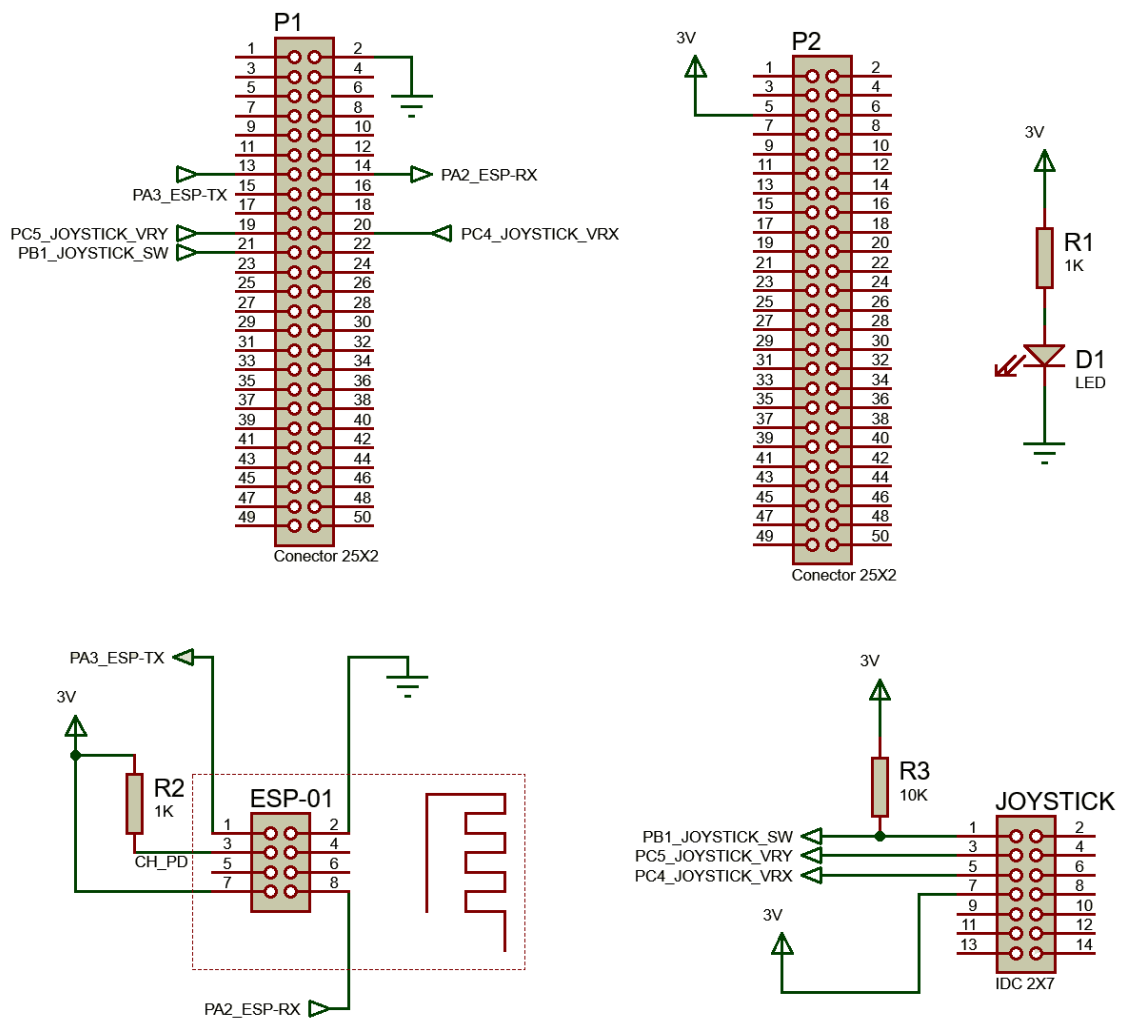 P1
1 2
3 4
5 6
7 8
9 10
11 12
13 14
PA3_ESP-TX
PA2_ESP-RX
15 16
17 18
PC5_JOYSTICK_VRY 19 20 PC4_JOYSTICK_VRX
PB1_JOYSTICK_SW 21 22
23 24
25 26
27 28
29 30
31 32
33 34
35 36
37 38
39 40
41 42
43 44
45 46
47 48
49 50
Conector 25X2
3V
P2
1 2
3 4
5 6
7 8
9 10
11 12
13 14
15 16
17 18
19 20
21 22
23 24
25 26
27 28
29 30
31 32
33 34
35 36
37 38
39 40
41 42
43 44
45 46
47 48
49 50
Conector 25X2
3V
R1
1K
D1
LED
PA3_ESP-TX
3V
R2
1K
ESP-01
1 2
3 4
CH_PD
5 6
7 8
PA2_ESP-RX
3V
R3
10K
JOYSTICK
PB1_JOYSTICK_SW 1 2
PC5_JOYSTICK_VRY 3 4
PC4_JOYSTICK_VRX 5 6
7 8
3V
9 10
11 12
13 14
IDC 2X7